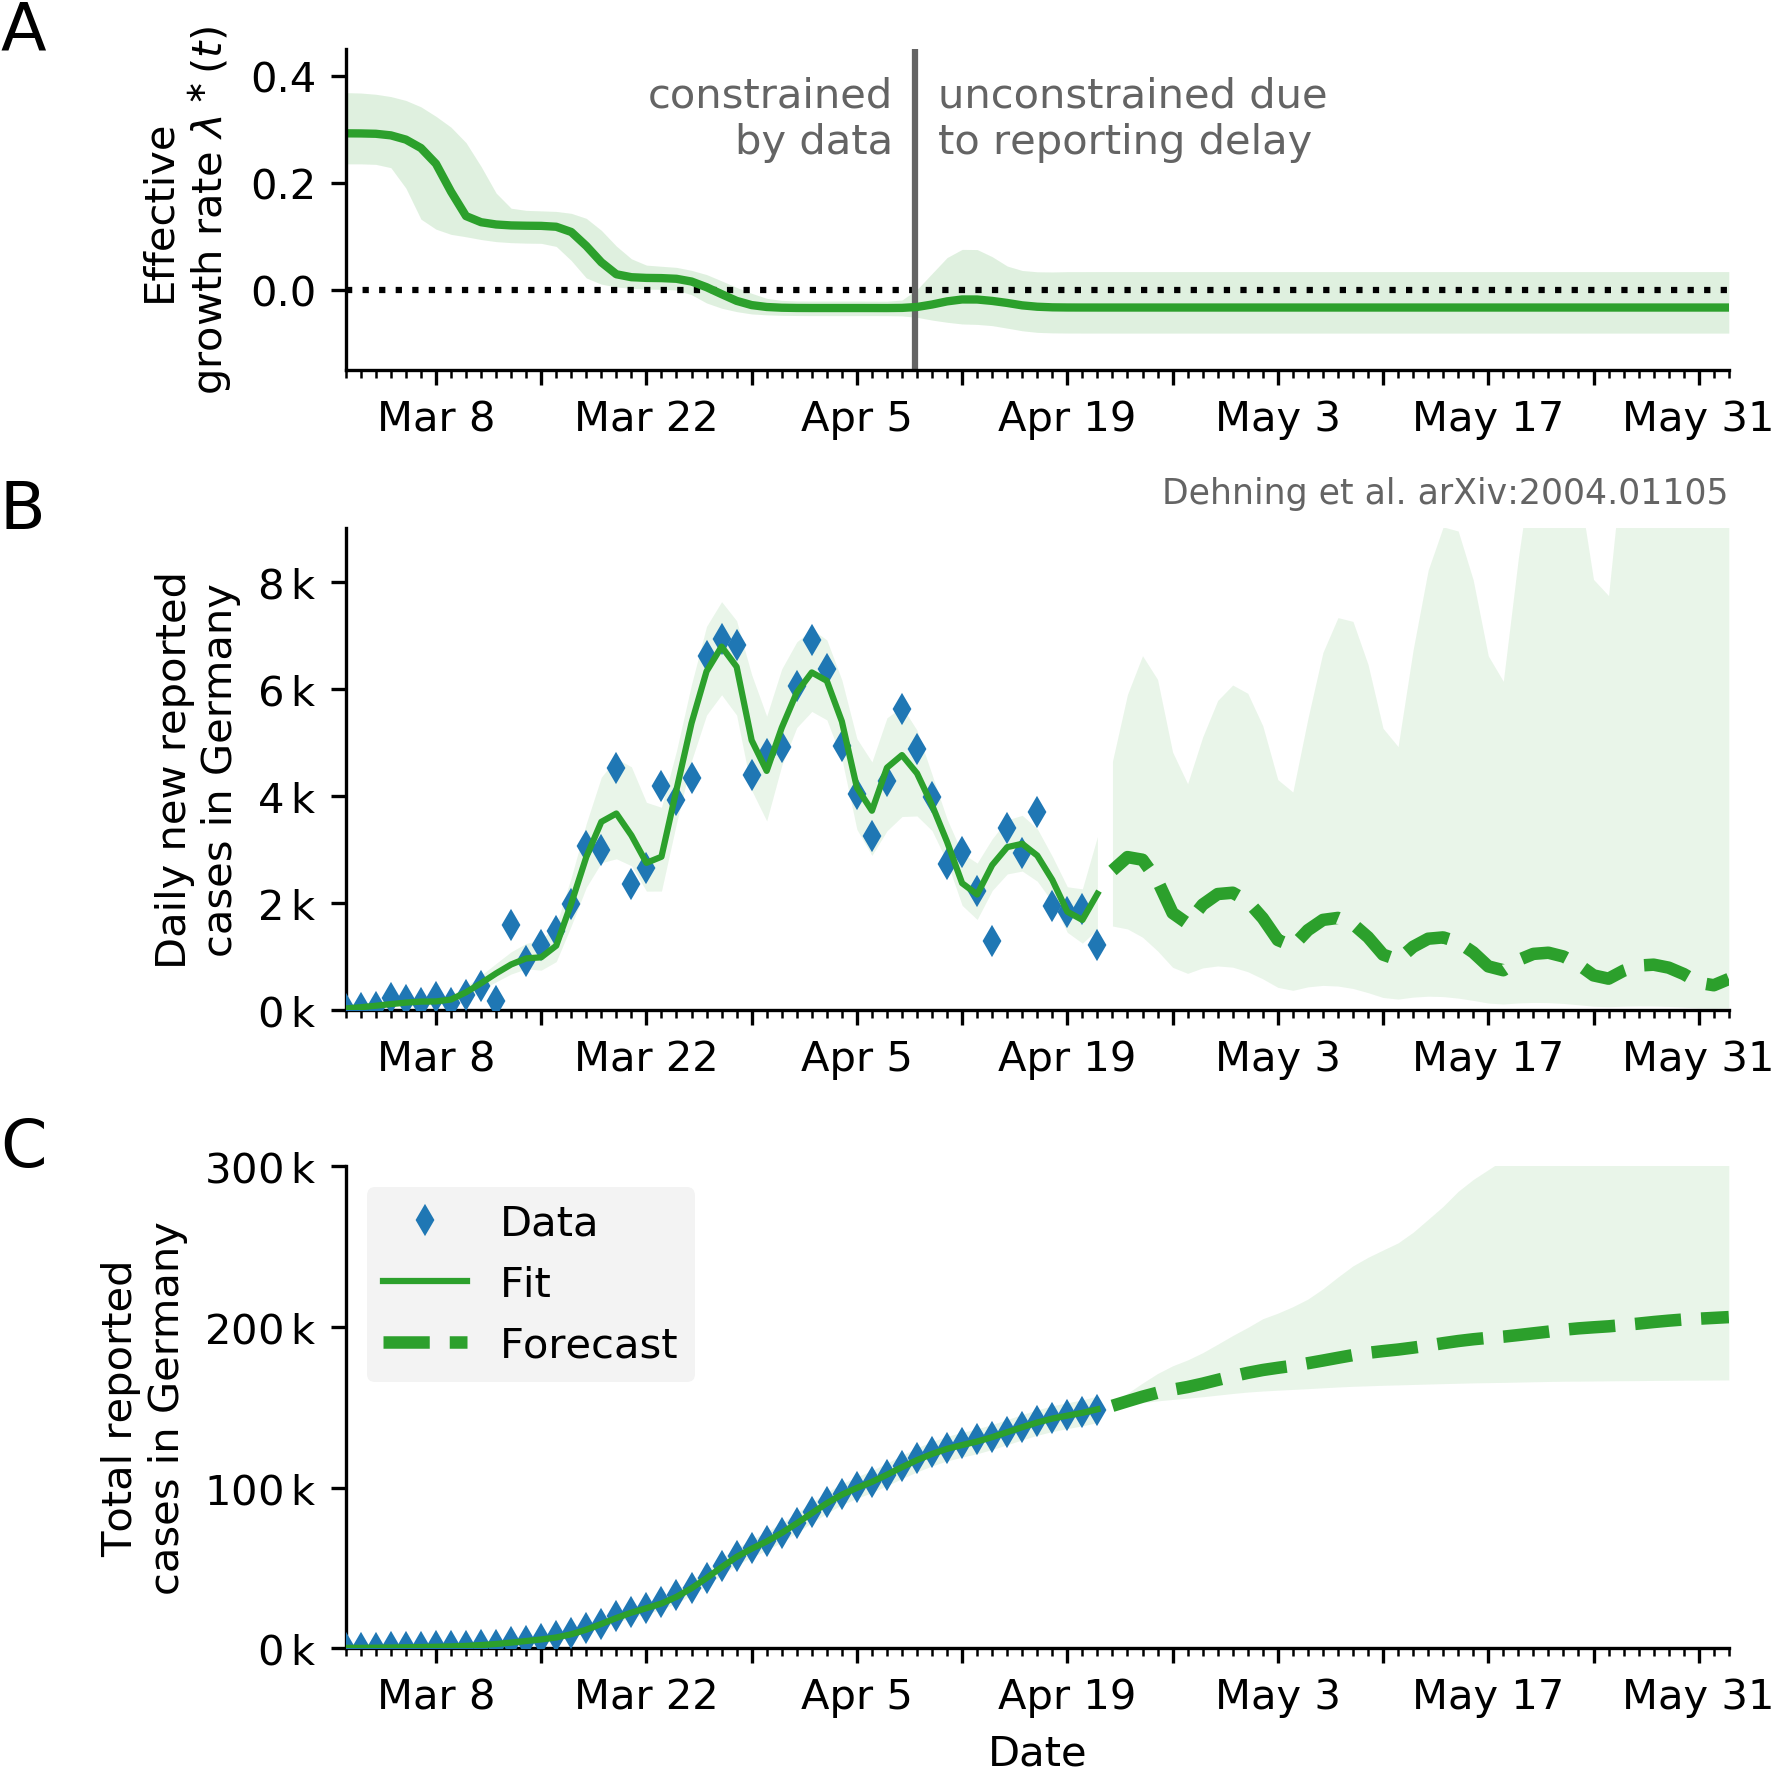 A
Effective
growth rate λ * (t)
0.4
0.2
0.0
constrained
by data
unconstrained due
to reporting delay
Mar 8
Mar 22
Apr 5
Apr 19
May 3
May 17
May 31
B
Dehning et al. arXiv:2004.01105
Daily new reported
cases in Germany
8 k
6 k
4 k
2 k
0 k
Mar 8
Mar 22
Apr 5
Apr 19
May 3
May 17
May 31
C
Total reported
cases in Germany
300 k
200 k
100 k
0 k
Data
Fit
Forecast
Mar 8
Mar 22
Apr 5
Apr 19
May 3
May 17
May 31
Date